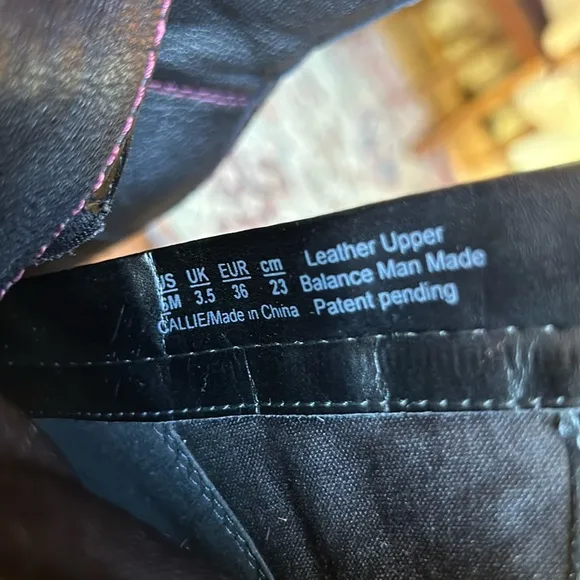 US UK EUR cm
6M 3.5 36 23
CALLIE/Made in China
Leather Upper
Balance Man Made
Patent pending